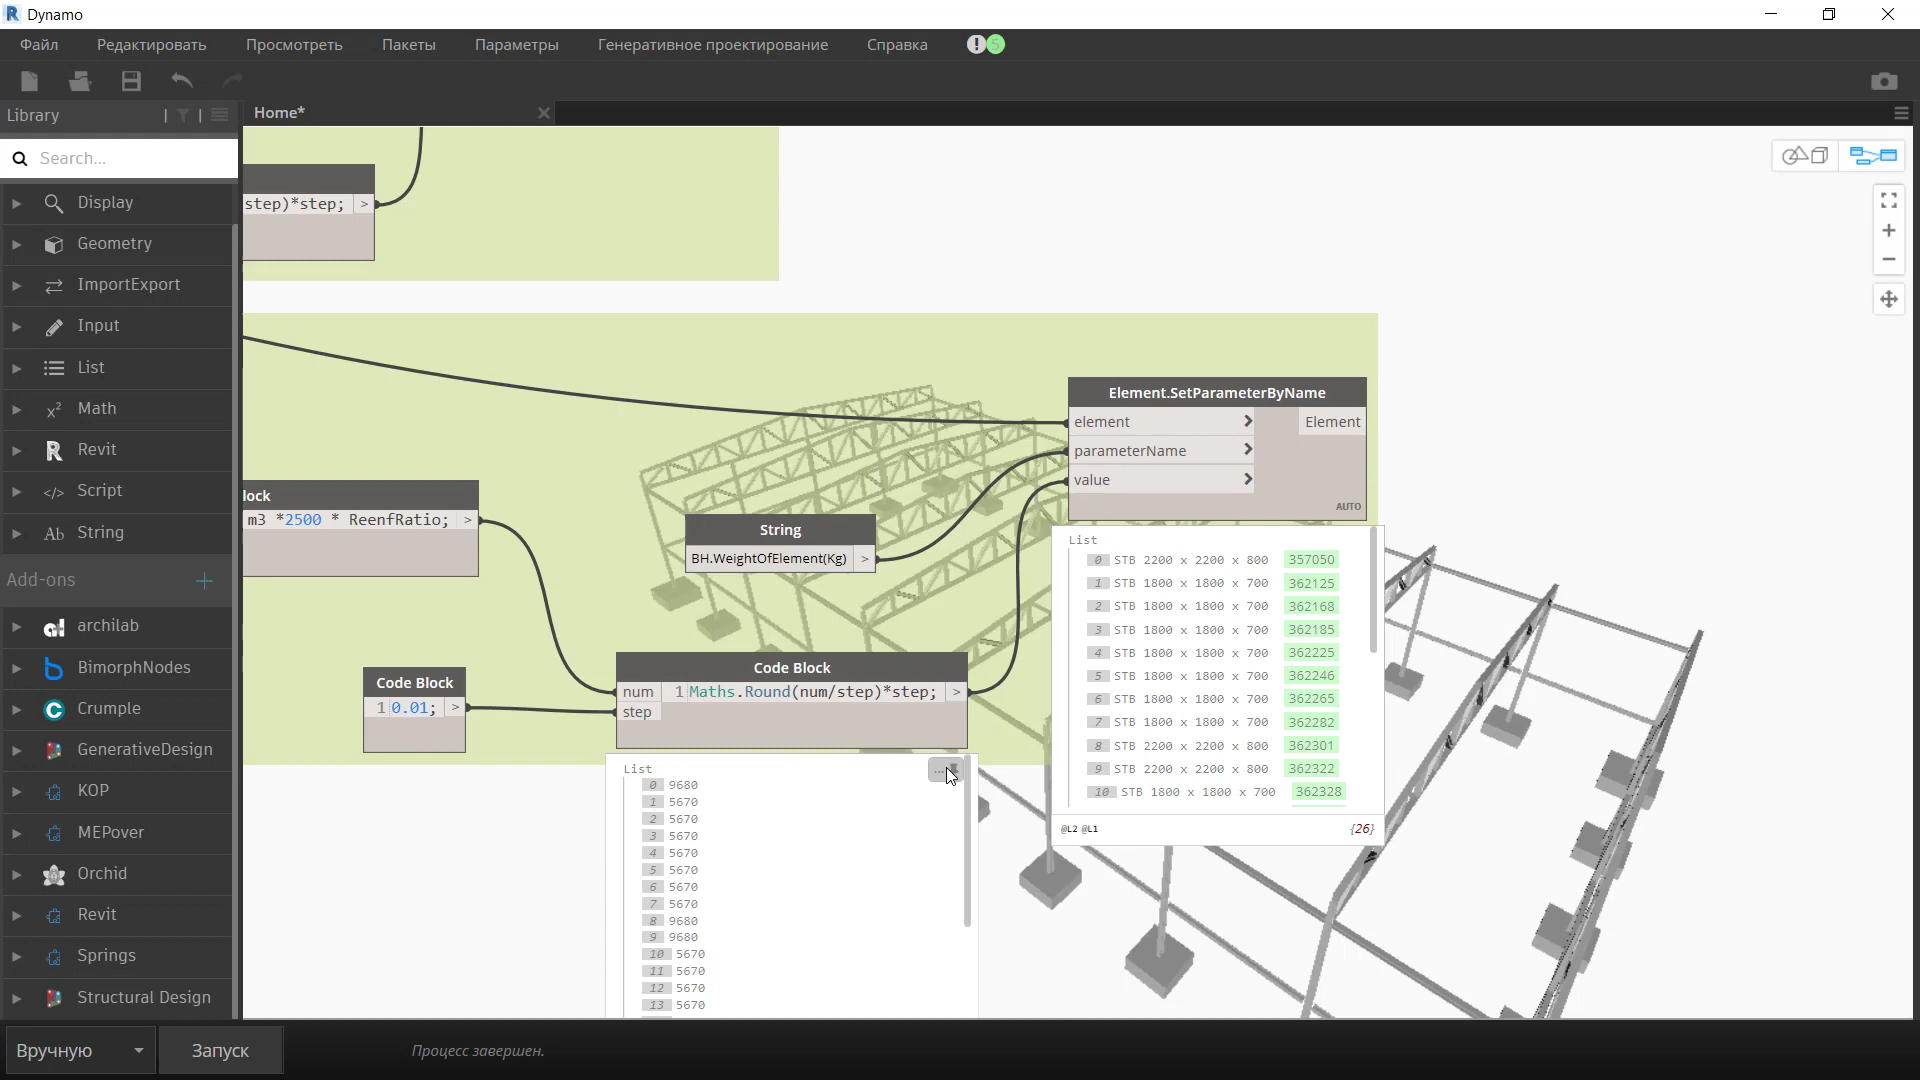 Dynamo
Файл Редактировать Просмотреть Пакеты Параметры Генеративное проектирование Справка ! 5
Library
Home*
Search...
Display
Geometry
ImportExport
Input
List
Math
Revit
Script
String
Add-ons
archilab
BimorphNodes
Crumple
GenerativeDesign
KOP
MEPover
Orchid
Revit
Springs
Structural Design
step)*step; >
lock
m3 *2500 * ReenfRatio; >
String
BH.WeightOfElement(Kg) >
Code Block
1 0.01; >
Code Block
num 1 Maths.Round(num/step)*step; >
step
Element.SetParameterByName
element > Element
parameterName >
value >
AUTO
List
0 STB 2200 x 2200 x 800 357050
1 STB 1800 x 1800 x 700 362125
2 STB 1800 x 1800 x 700 362168
3 STB 1800 x 1800 x 700 362185
4 STB 1800 x 1800 x 700 362225
5 STB 1800 x 1800 x 700 362246
6 STB 1800 x 1800 x 700 362265
7 STB 1800 x 1800 x 700 362282
8 STB 2200 x 2200 x 800 362301
9 STB 2200 x 2200 x 800 362322
10 STB 1800 x 1800 x 700 362328
@L2 @L1 {26}
List
0 9680
1 5670
2 5670
3 5670
4 5670
5 5670
6 5670
7 5670
8 9680
9 9680
10 5670
11 5670
12 5670
13 5670
Вручную Запуск Процесс завершен.